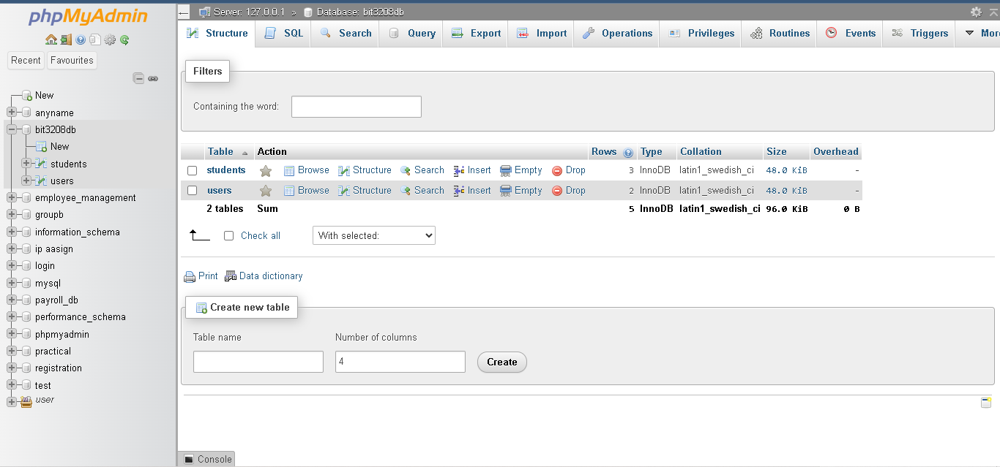 phpMyAdmin
Recent Favourites
New
anyname
bit3208db
New
students
users
employee_management
groupb
information_schema
ip aasign
login
mysql
payroll_db
performance_schema
phpmyadmin
practical
registration
test
user
Server: 127.0.0.1 » Database: bit3208db
Structure SQL Search Query Export Import Operations Privileges Routines Events Triggers More
Filters
Containing the word:
Table Action Rows Type Collation Size Overhead
students Browse Structure Search Insert Empty Drop 3 InnoDB latin1_swedish_ci 48.0 KiB -
users Browse Structure Search Insert Empty Drop 2 InnoDB latin1_swedish_ci 48.0 KiB -
2 tables Sum 5 InnoDB latin1_swedish_ci 96.0 KiB 0 B
Check all With selected:
Print Data dictionary
Create new table
Table name Number of columns
4 Create
Console